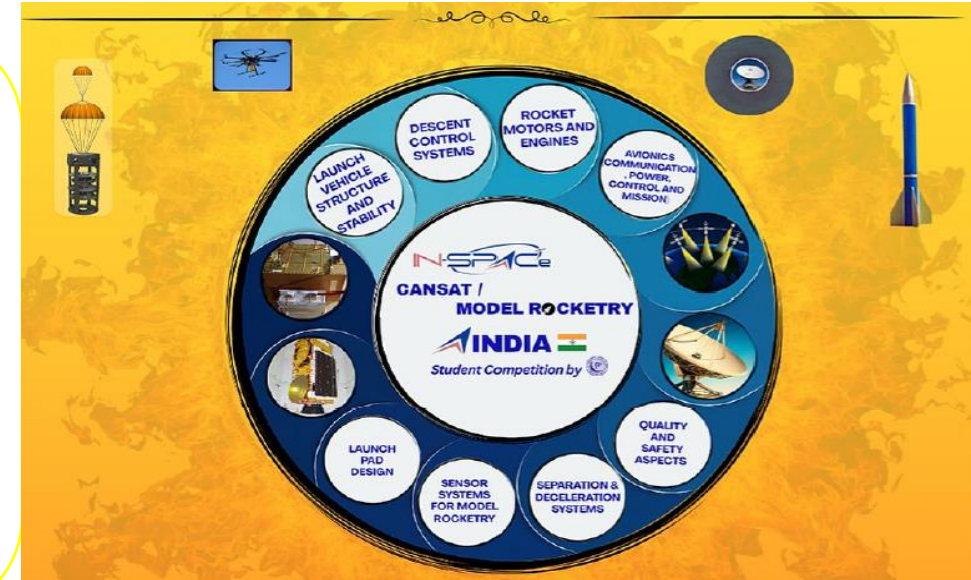 DESCENT
CONTROL
SYSTEMS
ROCKET
MOTORS AND
ENGINES
LAUNCH
VEHICLE
STRUCTURE
AND
STABILITY
AVIONICS
COMMUNICATION
, POWER,
CONTROL AND
MISSION)
IN-SPACe
CANSAT /
MODEL ROCKETRY
INDIA
Student Competition by
QUALITY
AND
SAFETY
ASPECTS
LAUNCH
PAD
DESIGN
SENSOR
SYSTEMS
FOR MODEL
ROCKETRY
SEPARATION &
DECELERATION
SYSTEMS